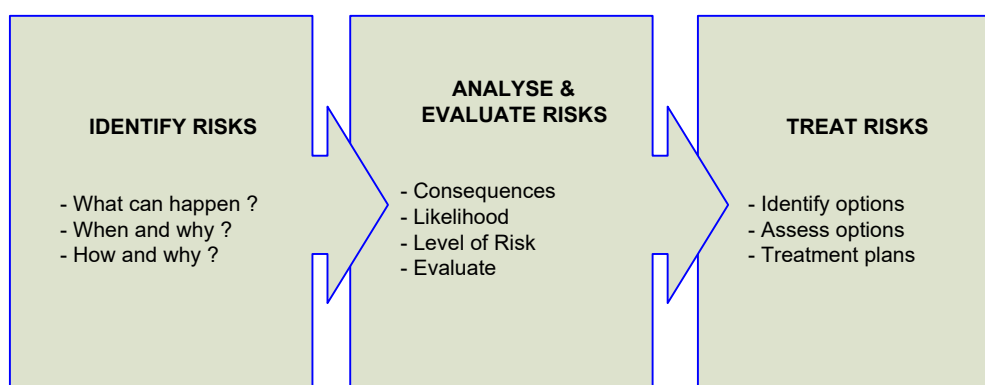 IDENTIFY RISKS
- What can happen ?
- When and why ?
- How and why ?
ANALYSE &
EVALUATE RISKS
- Consequences
- Likelihood
- Level of Risk
- Evaluate
TREAT RISKS
- Identify options
- Assess options
- Treatment plans